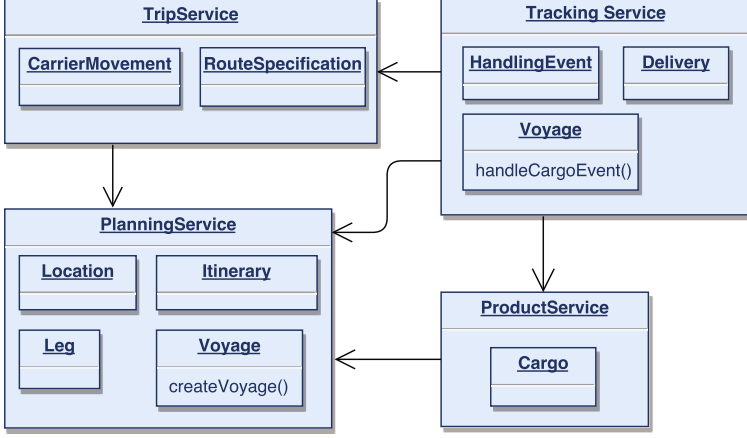 TripService
CarrierMovement
RouteSpecification
Tracking Service
HandlingEvent
Delivery
Voyage
handleCargoEvent()
PlanningService
Location
Itinerary
Leg
Voyage
createVoyage()
ProductService
Cargo